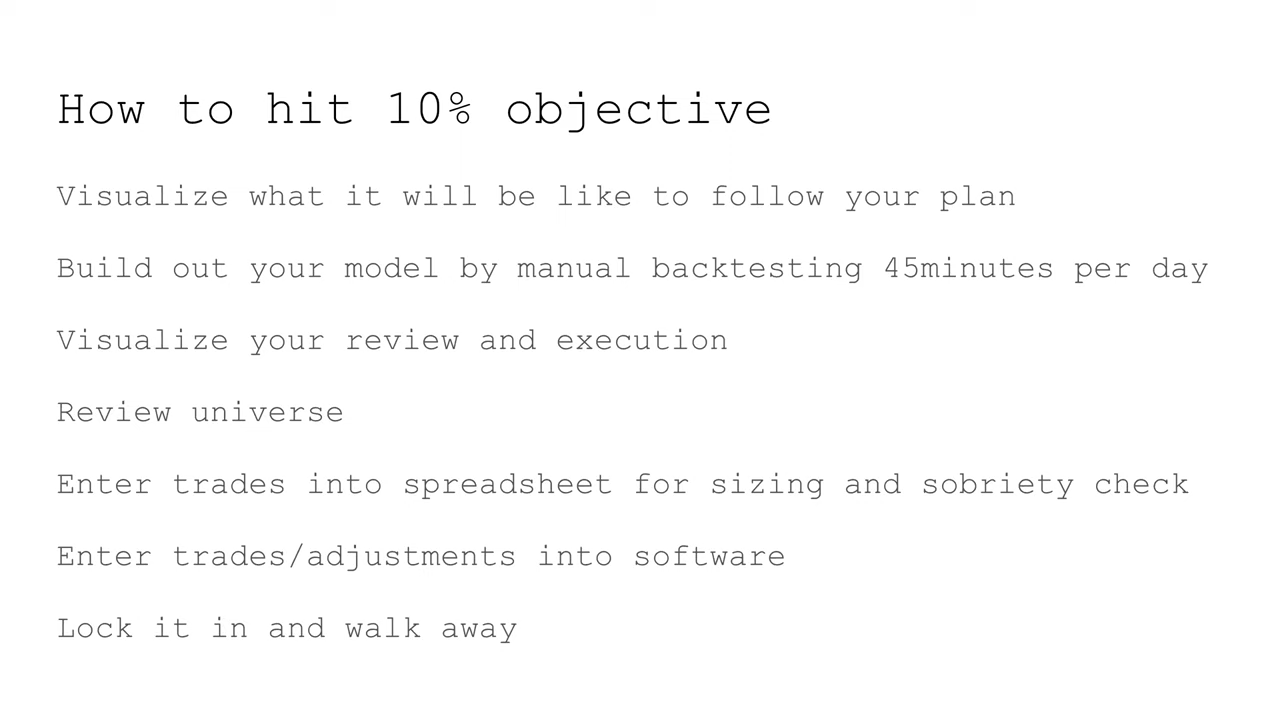 How to hit 10% objective
Visualize what it will be like to follow your plan
Build out your model by manual backtesting 45minutes per day
Visualize your review and execution
Review universe
Enter trades into spreadsheet for sizing and sobriety check
Enter trades/adjustments into software
Lock it in and walk away